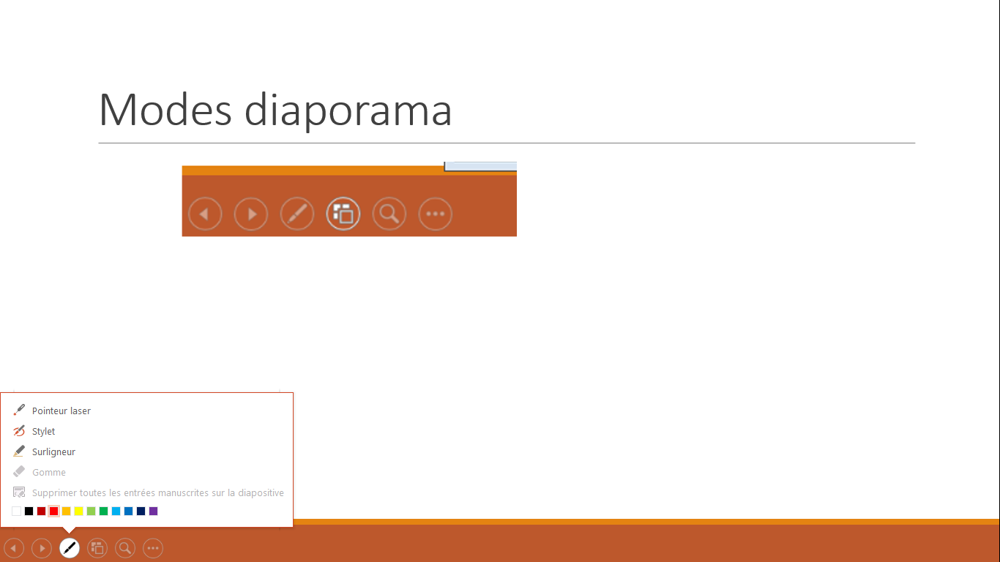 Modes diaporama
Pointeur laser
Stylet
Surligneur
Gomme
Supprimer toutes les entrées manuscrites sur la diapositive